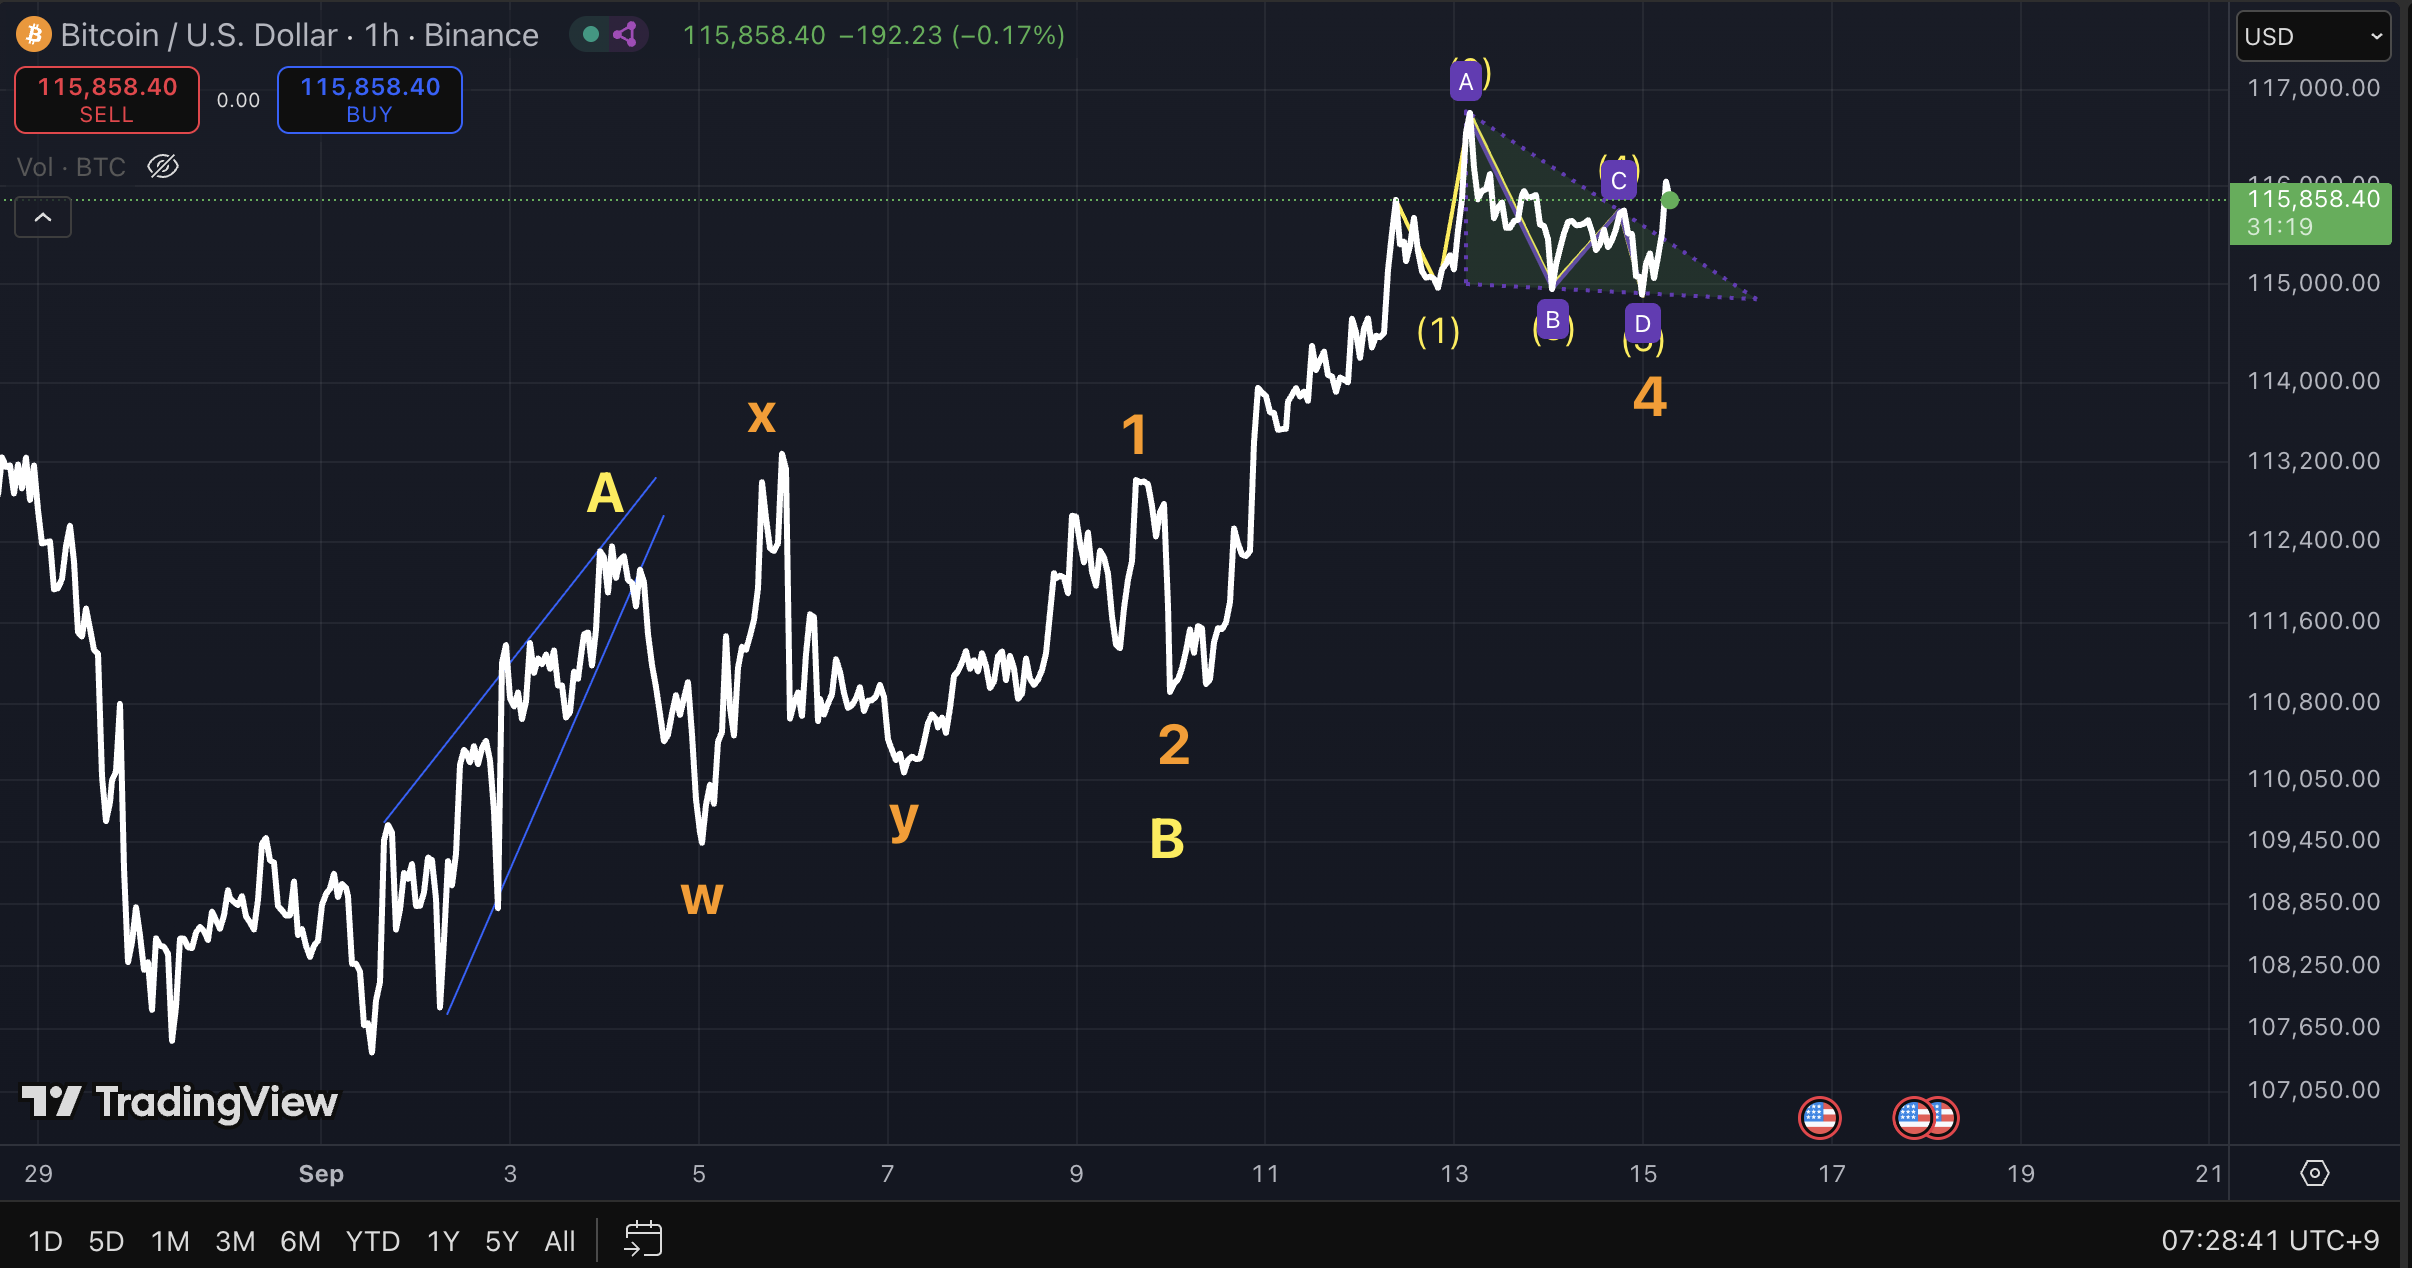 Bitcoin / U.S. Dollar · 1h · Binance
115,858.40 −192.23 (−0.17%)
USD
115,858.40
SELL
0.00
115,858.40
BUY
Vol · BTC
117,000.00
115,858.40
31:19
115,000.00
114,000.00
113,200.00
112,400.00
111,600.00
110,800.00
110,050.00
109,450.00
108,850.00
108,250.00
107,650.00
107,050.00
A
C
(1)
B
D
4
x
1
A
2
y
B
w
TradingView
29
Sep
3
5
7
9
11
13
15
17
19
21
1D 5D 1M 3M 6M YTD 1Y 5Y All
07:28:41 UTC+9